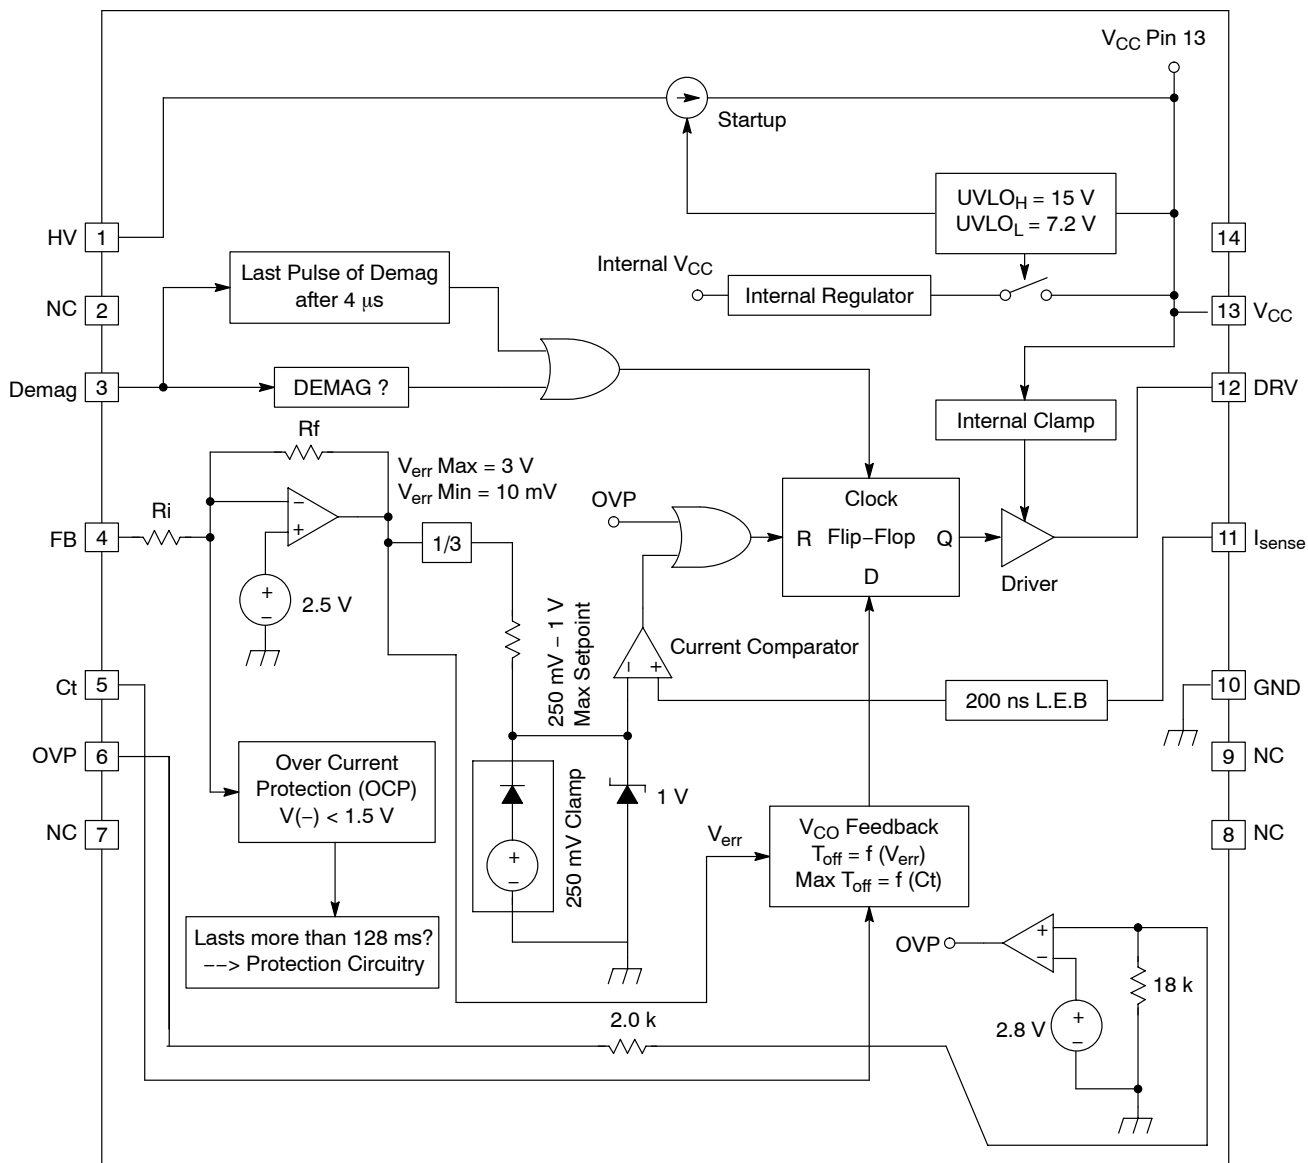 VCC Pin 13
Startup
UVLOH = 15 V
UVLOL = 7.2 V
HV 1
14
Last Pulse of Demag
after 4 μs
Internal VCC
Internal Regulator
NC 2
13 VCC
Demag 3
DEMAG ?
12 DRV
Internal Clamp
Rf
Verr Max = 3 V
Verr Min = 10 mV
Ri
FB 4
−
+
1/3
OVP
Clock
R Flip−Flop Q
D
Driver
11 Isense
+
−
2.5 V
250 mV − 1 V
Max Setpoint
− +
Current Comparator
Ct 5
200 ns L.E.B
10 GND
OVP 6
9 NC
Over Current
Protection (OCP)
V(−) < 1.5 V
250 mV Clamp
+
−
1 V
NC 7
8 NC
Verr
VCO Feedback
Toff = f (Verr)
Max Toff = f (Ct)
Lasts more than 128 ms?
−−> Protection Circuitry
OVP
+
−
18 k
2.8 V
+
−
2.0 k